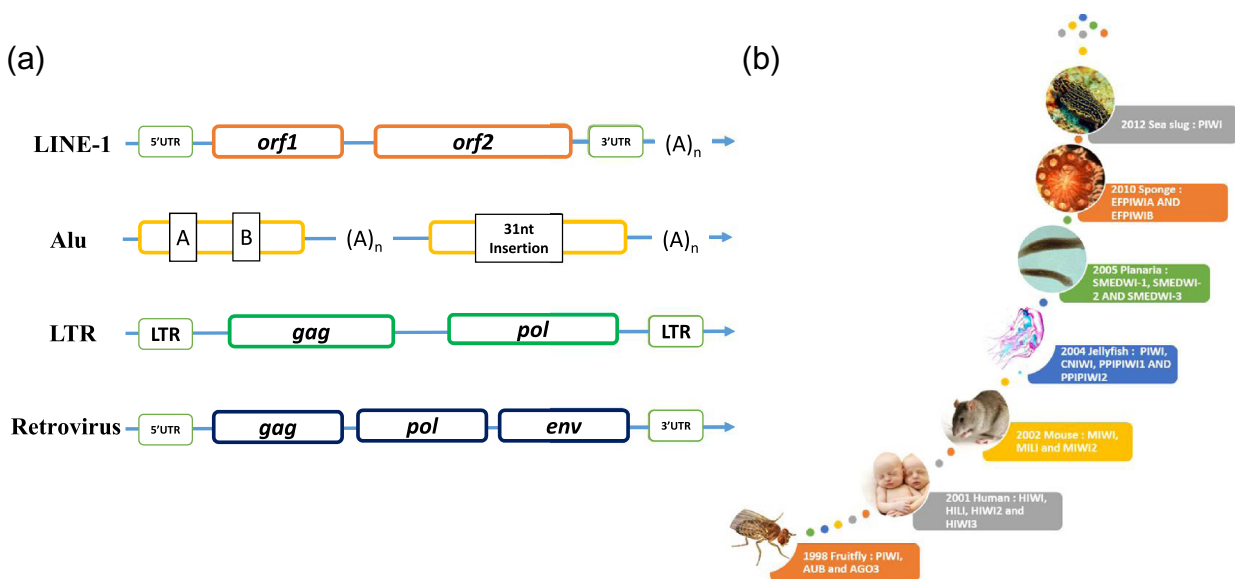 (a)
LINE-1
5'UTR
orf1
orf2
3'UTR
(A)n
Alu
A
B
(A)n
31nt
Insertion
(A)n
LTR
LTR
gag
pol
LTR
Retrovirus
5'UTR
gag
pol
env
3'UTR
(b)
2012 Sea slug : PIWI
2010 Sponge :
EFPIWiA AND
EFPIWIB
2005 Planaria :
SMEDWI-1, SMEDWI-
2 AND SMEDWI-3
2004 Jellyfish : PIWI,
CNIWI, PPIPIWI1 AND
PPIPIWI2
2002 Mouse : MIWI,
MILI and MIWI2
2001 Human : HIWI,
HILI, HIWI2 and
HIWI3
1998 Fruitfly : PIWI,
AUB and AGO3